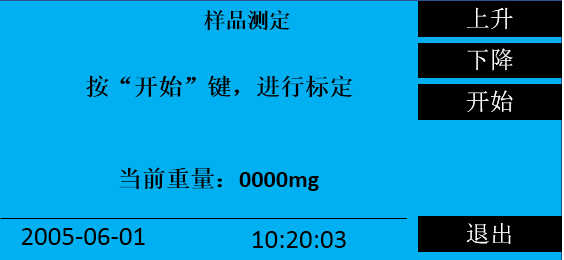 样品测定
上升
下降
按“开始”键，进行标定
开始
当前重量：0000mg
2005-06-01
10:20:03
退出